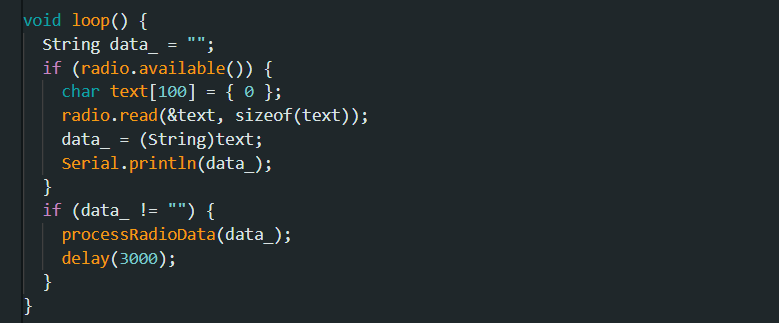 void loop() {
  String data_ = "";
  if (radio.available()) {
    char text[100] = { 0 };
    radio.read(&text, sizeof(text));
    data_ = (String)text;
    Serial.println(data_);
  }
  if (data_ != "") {
    processRadioData(data_);
    delay(3000);
  }
}